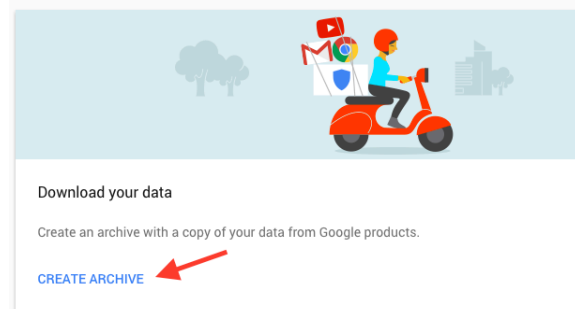 Download your data
Create an archive with a copy of your data from Google products.
CREATE ARCHIVE